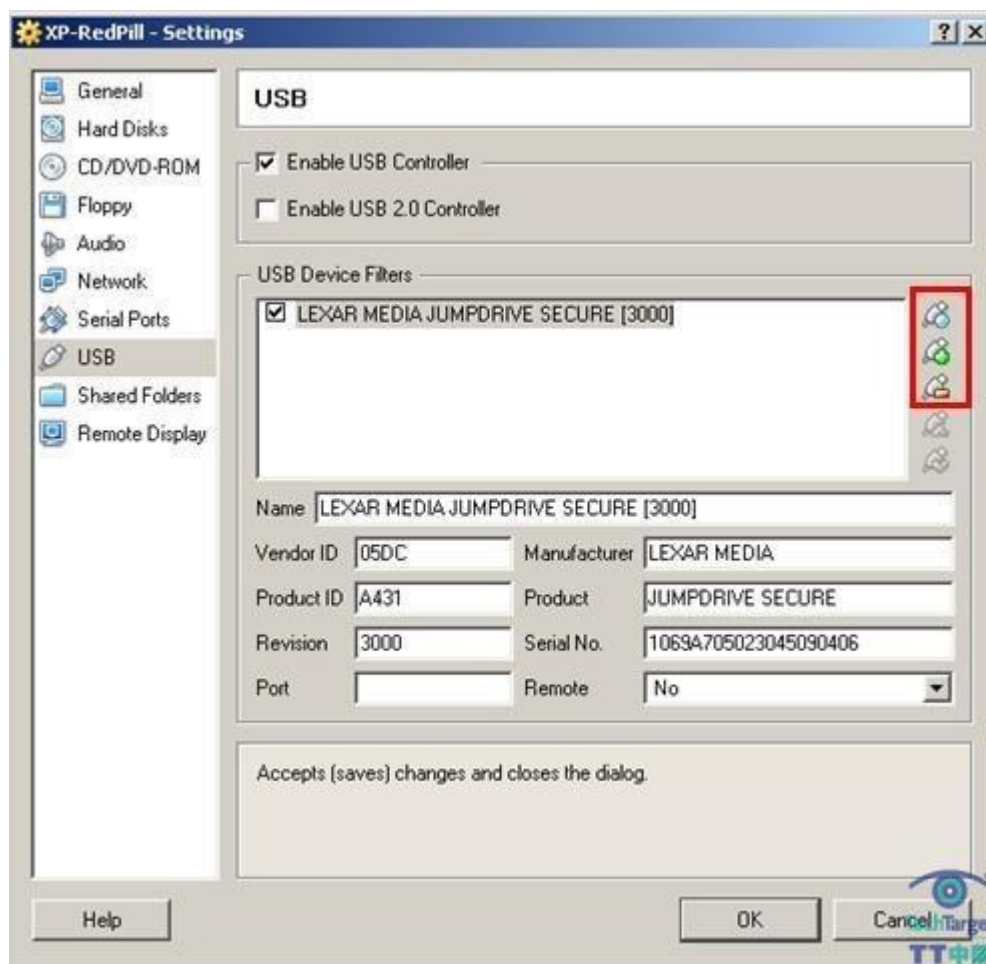 XP-RedPill - Settings
General
Hard Disks
CD/DVD-ROM
Floppy
Audio
Network
Serial Ports
USB
Shared Folders
Remote Display
USB
Enable USB Controller
Enable USB 2.0 Controller
USB Device Filters
LEXAR MEDIA JUMPDRIVE SECURE [3000]
Name LEXAR MEDIA JUMPDRIVE SECURE [3000]
Vendor ID 05DC Manufacturer LEXAR MEDIA
Product ID A431 Product JUMPDRIVE SECURE
Revision 3000 Serial No. 1069A705023045090406
Port Remote No
Accepts (saves) changes and closes the dialog.
Help OK Cancel
TT中